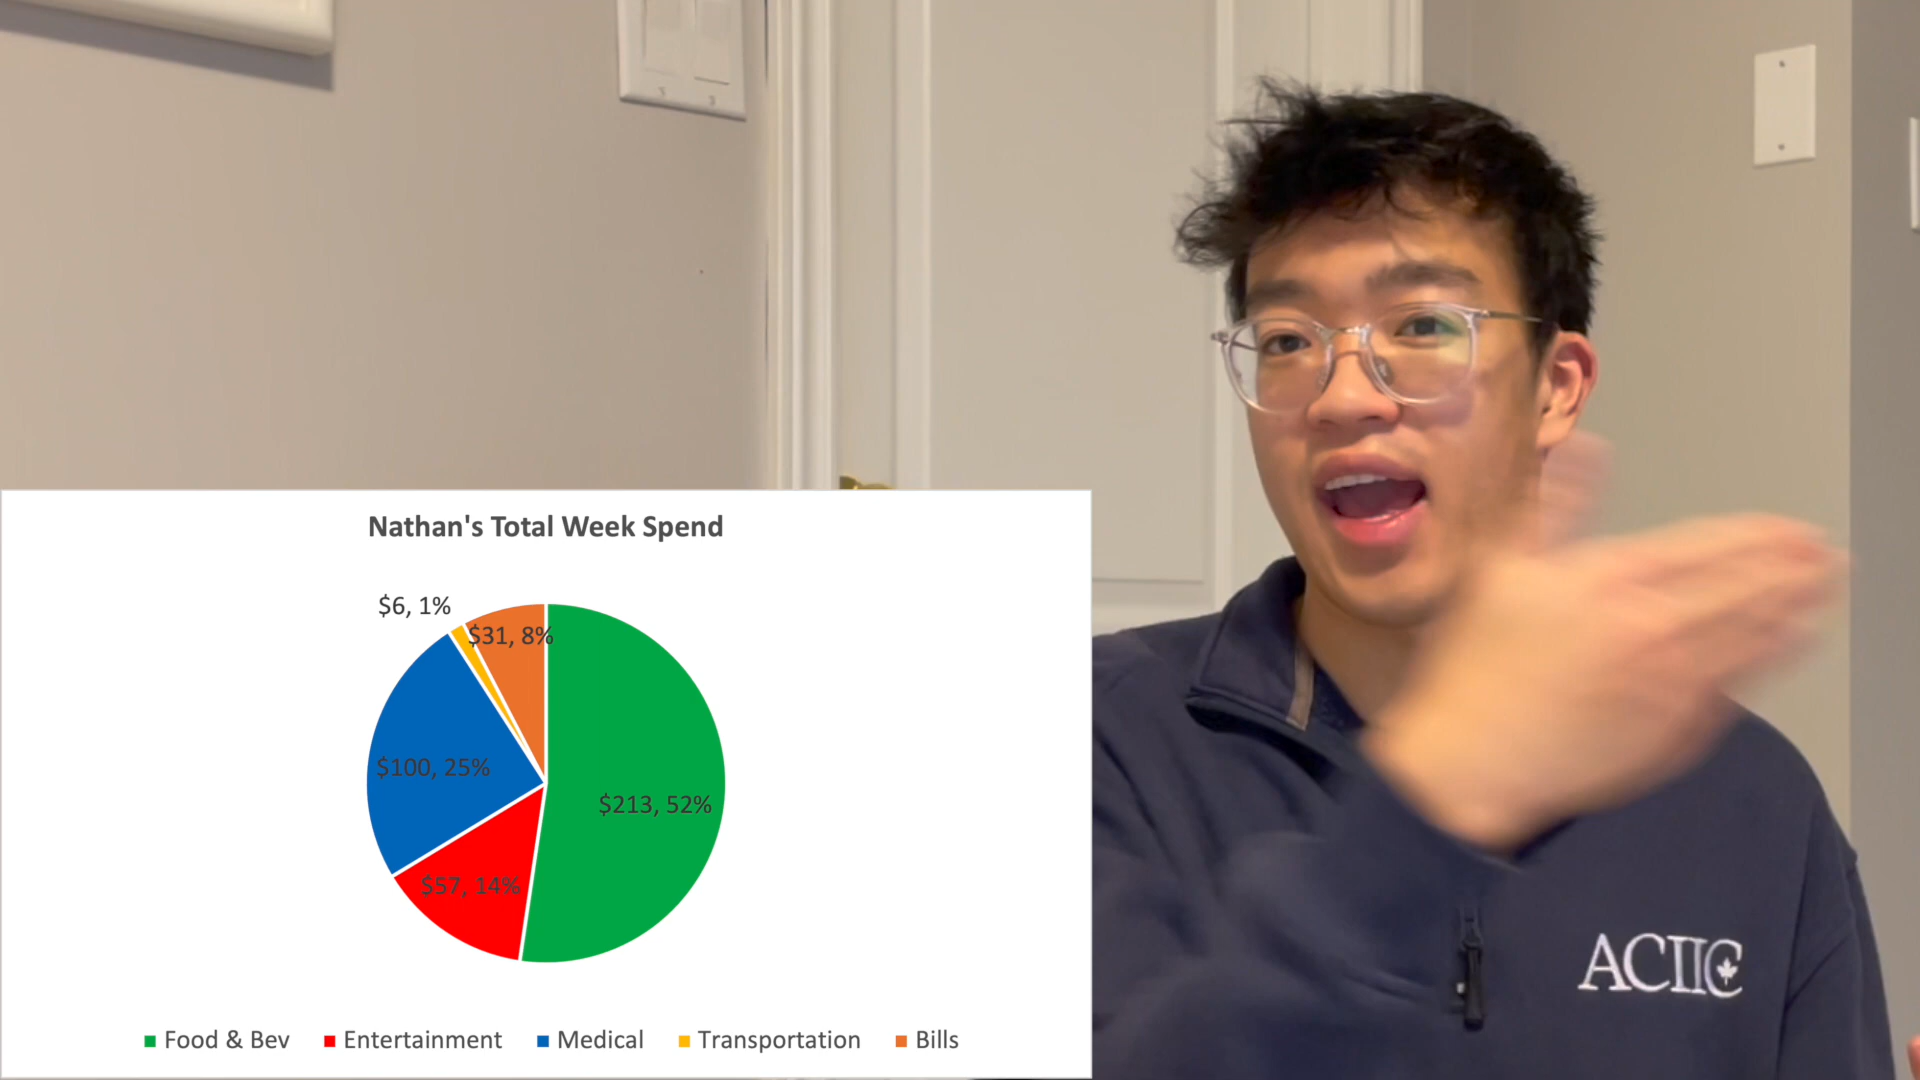 Nathan's Total Week Spend
$6, 1%
$31, 8%
$100, 25%
$213, 52%
$57, 14%
Food & Bev Entertainment Medical Transportation Bills
ACIIC